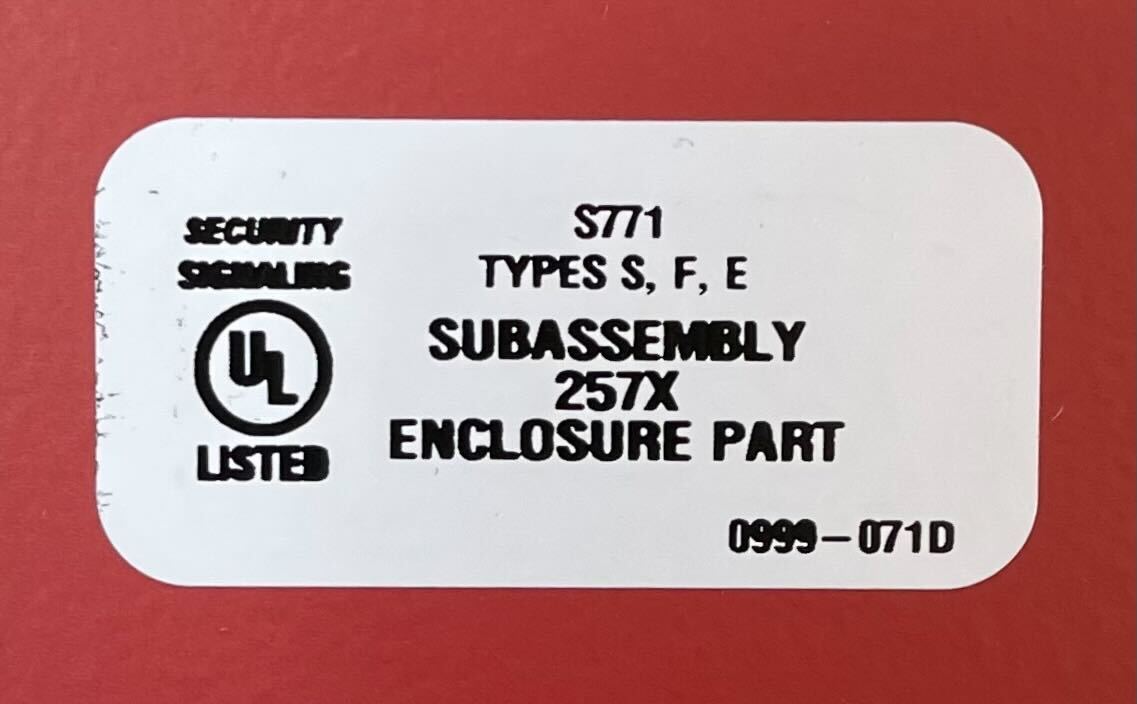 SECURITY
SIGNALING
UL
LISTED
S771
TYPES S, F, E
SUBASSEMBLY
257X
ENCLOSURE PART
0999-071D